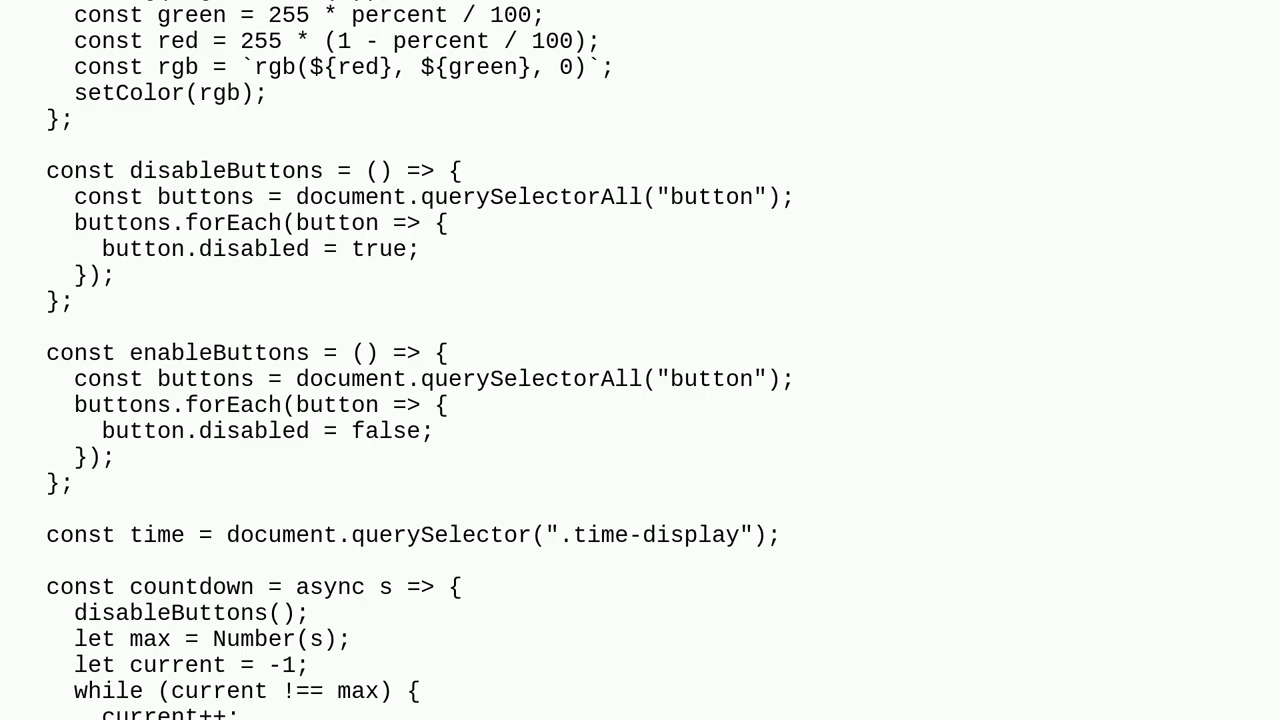 const green = 255 * percent / 100;
const red = 255 * (1 - percent / 100);
const rgb = `rgb(${red}, ${green}, 0)`;
setColor(rgb);
};
const disableButtons = () => {
const buttons = document.querySelectorAll("button");
buttons.forEach(button => {
button.disabled = true;
});
};
const enableButtons = () => {
const buttons = document.querySelectorAll("button");
buttons.forEach(button => {
button.disabled = false;
});
};
const time = document.querySelector(".time-display");
const countdown = async s => {
disableButtons();
let max = Number(s);
let current = -1;
while (current !== max) {
current++;